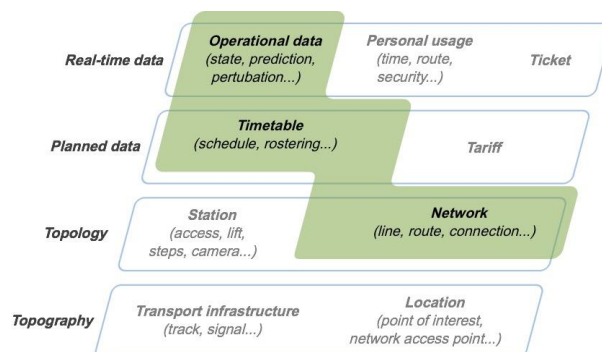 Real-time data
Operational data
(state, prediction,
pertubation...)
Personal usage
(time, route,
security...)
Ticket
Planned data
Timetable
(schedule, rostering...)
Tariff
Topology
Station
(access, lift,
steps, camera...)
Network
(line, route, connection...)
Topography
Transport infrastructure
(track, signal...)
Location
(point of interest,
network access point...)